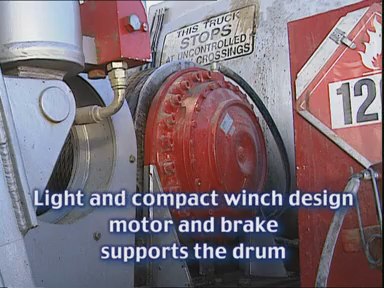 THIS TRUCK
STOPS
AT UNCONTROLLED
CROSSINGS
12
Light and compact winch design
motor and brake
supports the drum